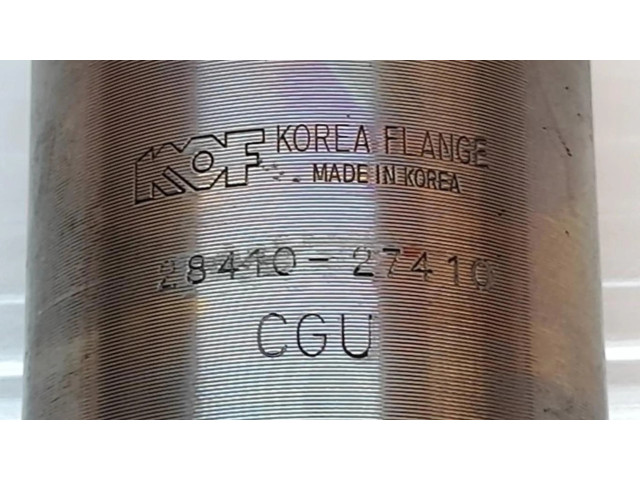 KOF KOREA FLANGE
MADE IN KOREA
28410-27410
CGU